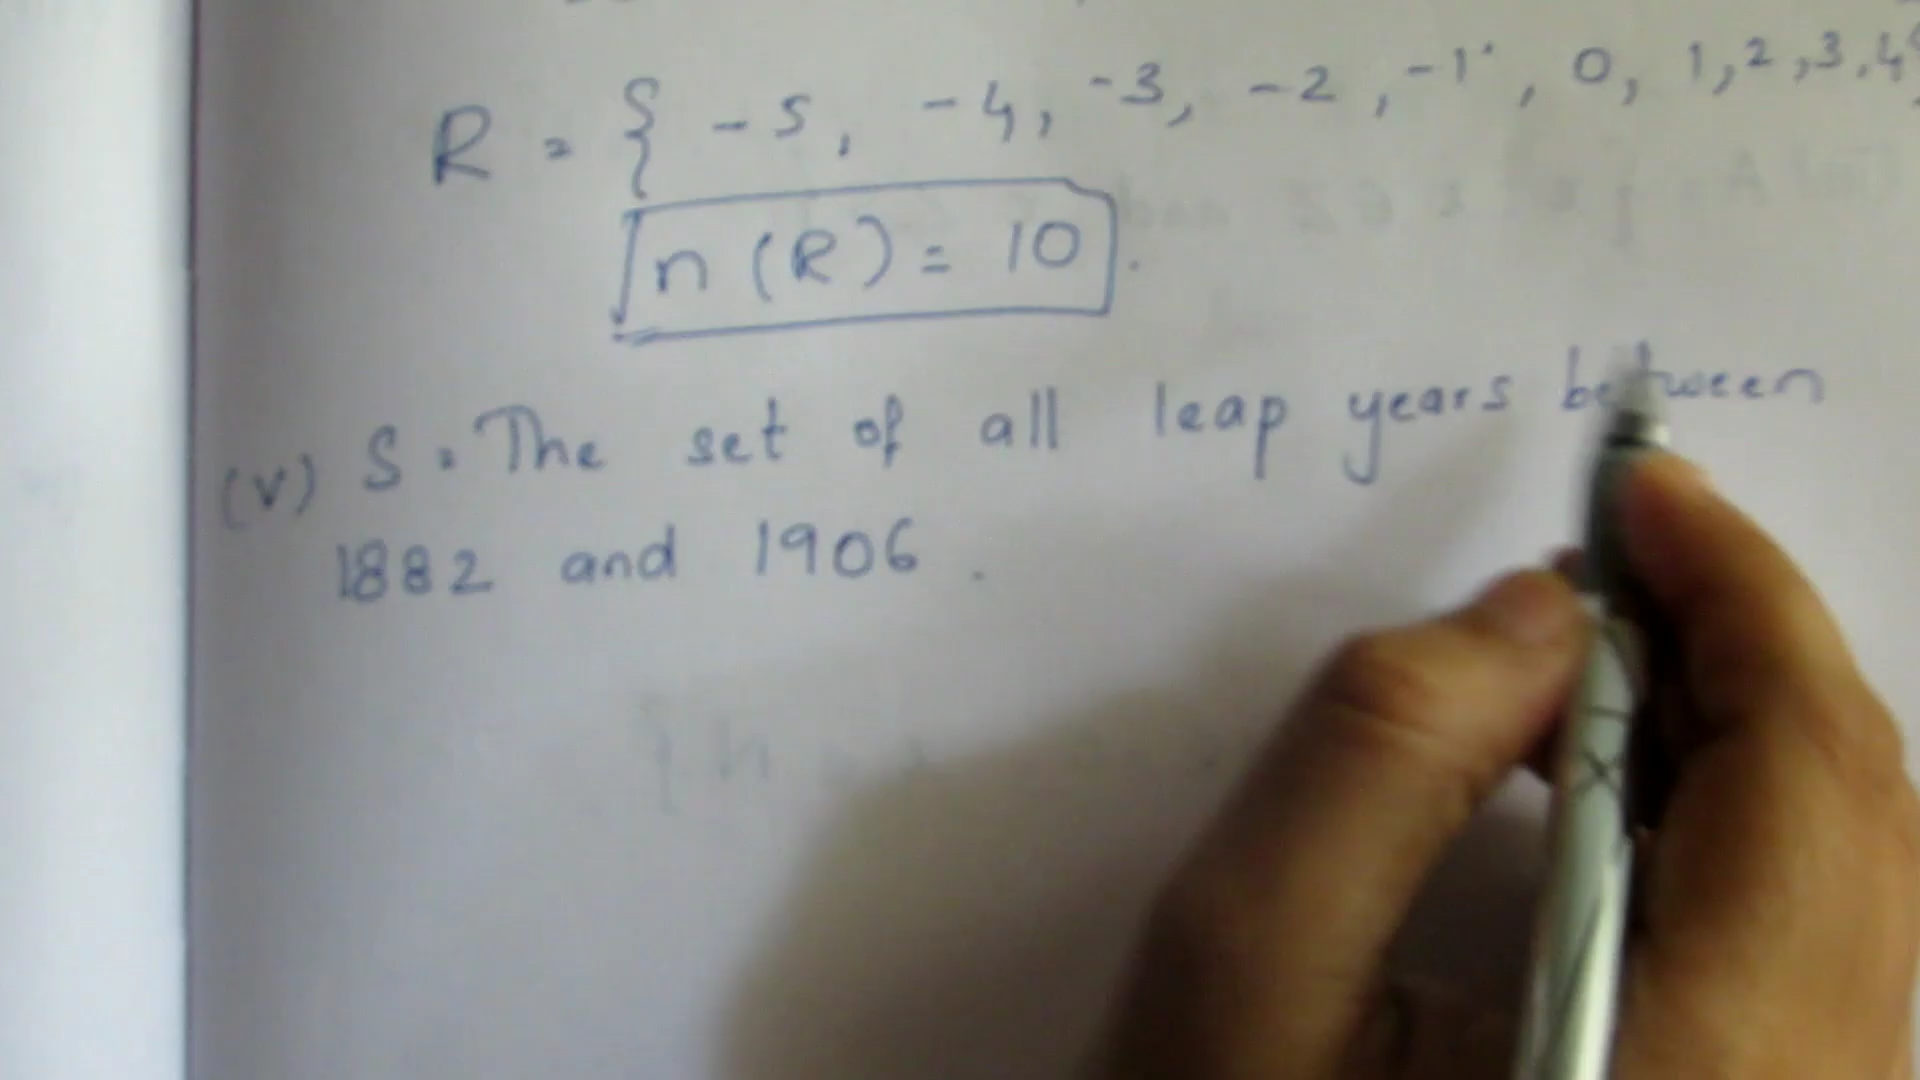 R = { -5, -4, -3, -2, -1, 0, 1, 2, 3, 4
n (R) = 10
(v) S = The set of all leap years between
1882 and 1906.